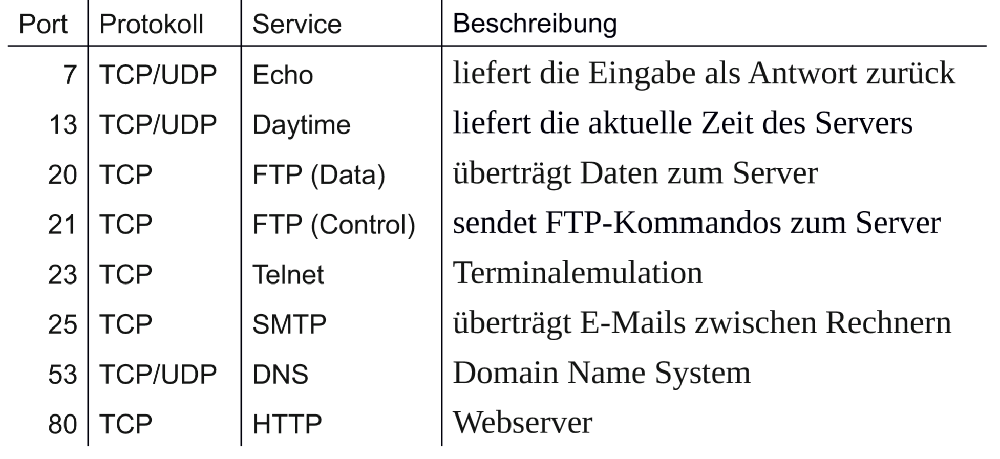 Port Protokoll Service Beschreibung
7 TCP/UDP Echo liefert die Eingabe als Antwort zurück
13 TCP/UDP Daytime liefert die aktuelle Zeit des Servers
20 TCP FTP (Data) überträgt Daten zum Server
21 TCP FTP (Control) sendet FTP-Kommandos zum Server
23 TCP Telnet Terminalemulation
25 TCP SMTP überträgt E-Mails zwischen Rechnern
53 TCP/UDP DNS Domain Name System
80 TCP HTTP Webserver